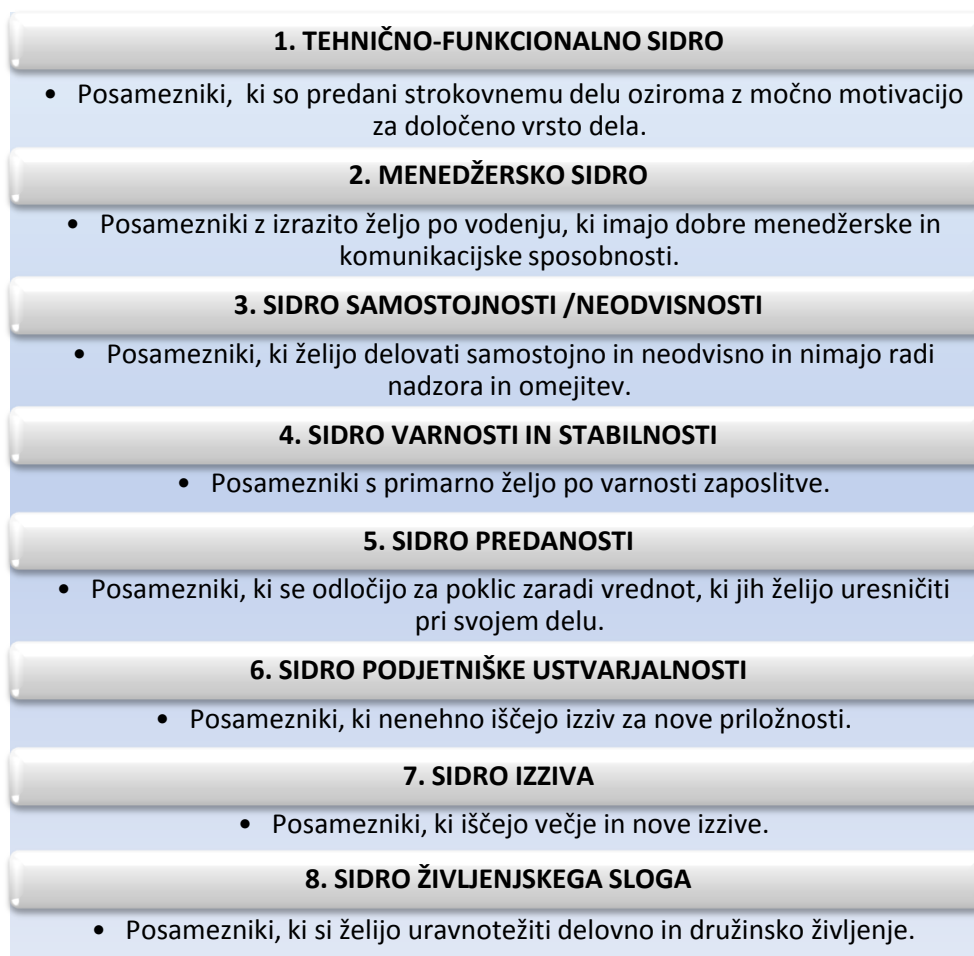 1. TEHNIČNO-FUNKCIONALNO SIDRO
• Posamezniki, ki so predani strokovnemu delu oziroma z močno motivacijo
za določeno vrsto dela.
2. MENEDŽERSKO SIDRO
• Posamezniki z izrazito željo po vodenju, ki imajo dobre menedžerske in
komunikacijske sposobnosti.
3. SIDRO SAMOSTOJNOSTI /NEODVISNOSTI
• Posamezniki, ki želijo delovati samostojno in neodvisno in nimajo radi
nadzora in omejitev.
4. SIDRO VARNOSTI IN STABILNOSTI
• Posamezniki s primarno željo po varnosti zaposlitve.
5. SIDRO PREDANOSTI
• Posamezniki, ki se odločijo za poklic zaradi vrednot, ki jih želijo uresničiti
pri svojem delu.
6. SIDRO PODJETNIŠKE USTVARJALNOSTI
• Posamezniki, ki nenehno iščejo izziv za nove priložnosti.
7. SIDRO IZZIVA
• Posamezniki, ki iščejo večje in nove izzive.
8. SIDRO ŽIVLJENJSKEGA SLOGA
• Posamezniki, ki si želijo uravnotežiti delovno in družinsko življenje.